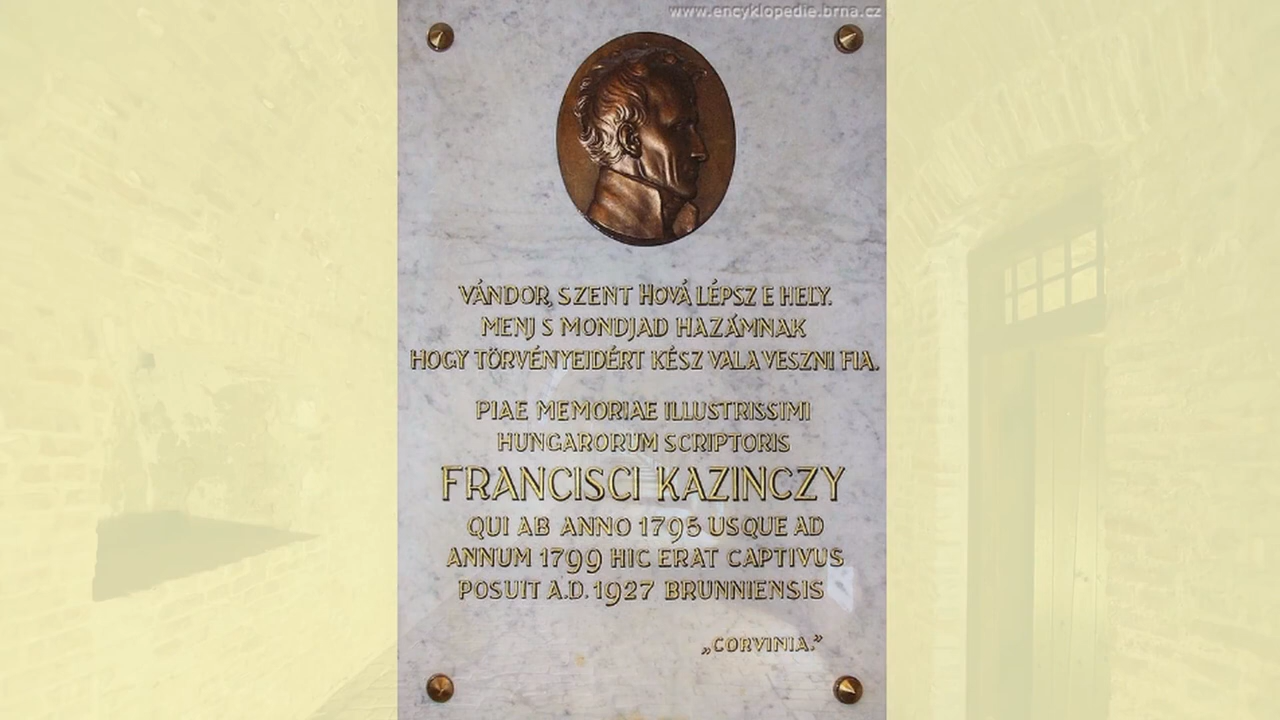 www.encyklopedie.brna.cz
VÁNDOR, SZENT HOVÁ LÉPSZ E HELY.
MENJ S MONDJAD HAZÁMNAK
HOGY TÖRVÉNYEIDÉRT KÉSZ VALA VESZNI FIA.
PIAE MEMORIAE ILLUSTRISSIMI
HUNGARORUM SCRIPTORIS
FRANCISCI KAZINCZY
QUI AB ANNO 1795 USQUE AD
ANNUM 1799 HIC ERAT CAPTIVUS
POSUIT A.D. 1927 BRUNNIENSIS
„CORVINIA.”